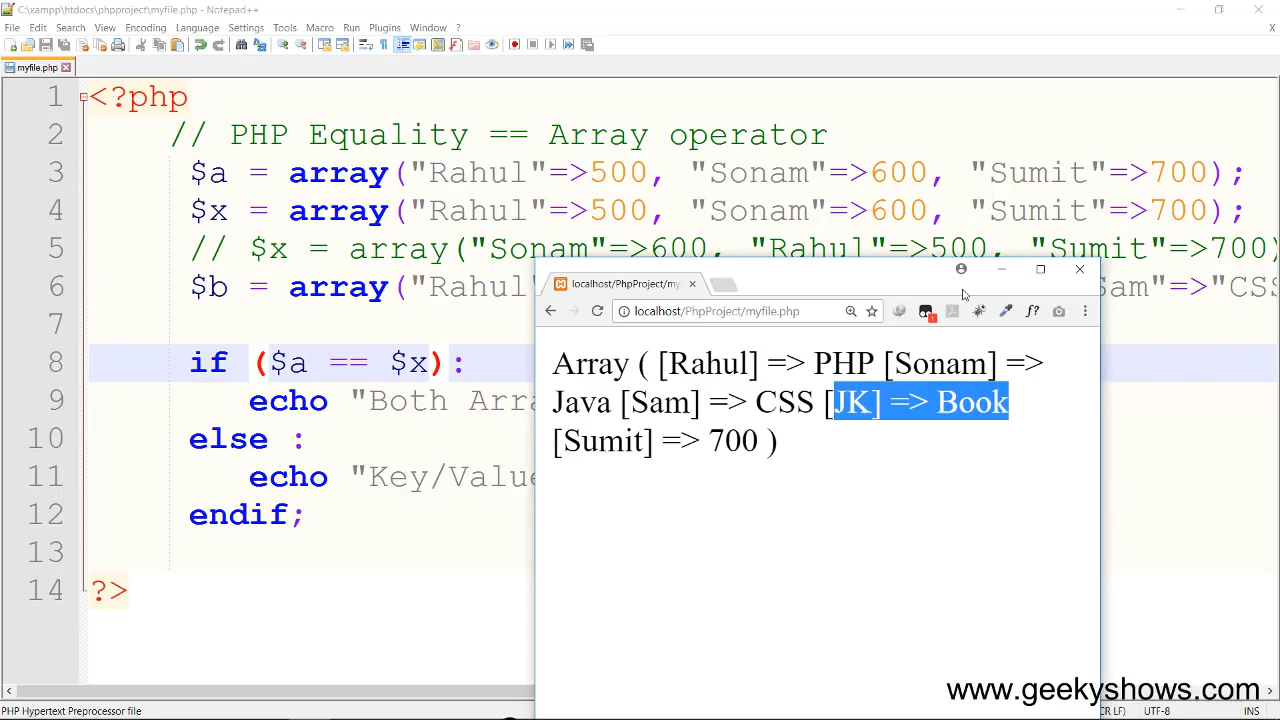 C:\xampp\htdocs\phpproject\myfile.php - Notepad++
File Edit Search View Encoding Language Settings Tools Macro Run Plugins Window ? X
myfile.php
1 <?php
2 // PHP Equality == Array operator
3 $a = array("Rahul"=>500, "Sonam"=>600, "Sumit"=>700);
4 $x = array("Rahul"=>500, "Sonam"=>600, "Sumit"=>700);
5 // $x = array("Sonam"=>600, "Rahul"=>500, "Sumit"=>700)
6 $b = array("Rahul" Sam"=>"CSS
7
8 if ($a == $x):
9 echo "Both Arra
10 else :
11 echo "Key/Value
12 endif;
13
14 ?>
localhost/PhpProject/my
localhost/PhpProject/myfile.php
Array ( [Rahul] => PHP [Sonam] =>
Java [Sam] => CSS [JK] => Book
[Sumit] => 700 )
www.geekyshows.com
PHP Hypertext Preprocessor file CR LF) UTF-8 INS